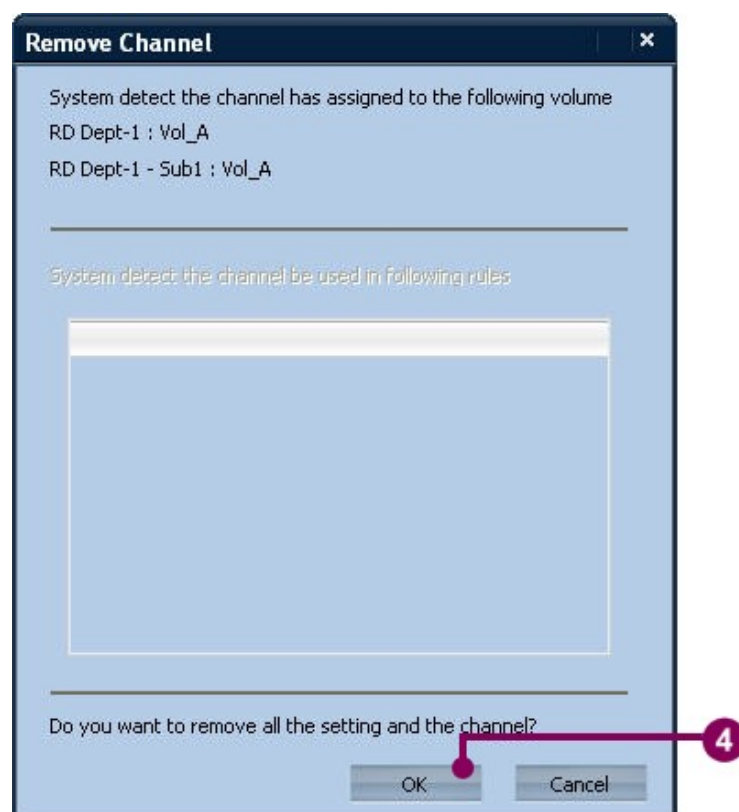 Remove Channel
System detect the channel has assigned to the following volume
RD Dept-1 : Vol_A
RD Dept-1 - Sub1 : Vol_A
System detect the channel be used in following rules
Do you want to remove all the setting and the channel?
4
OK Cancel